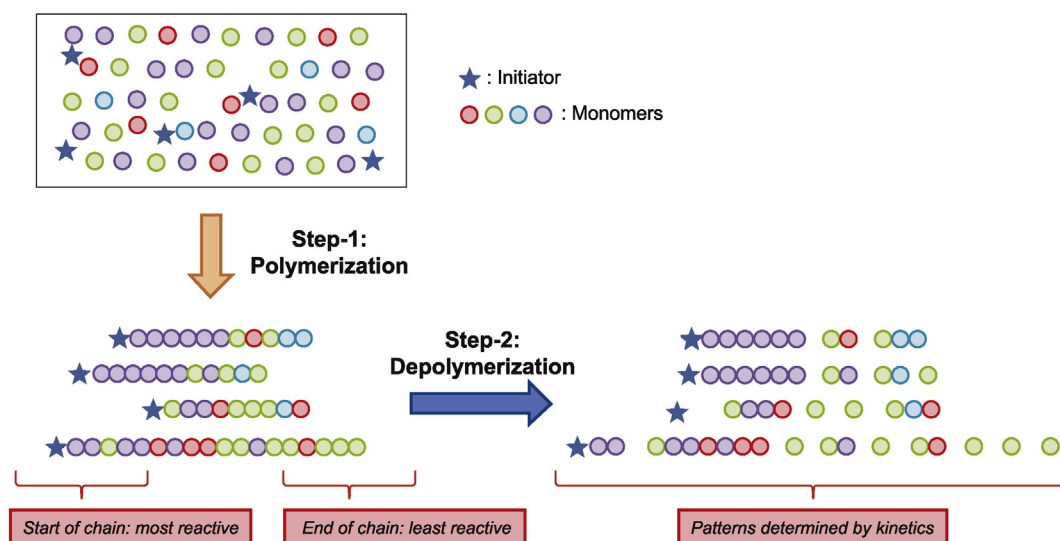 : Initiator
: Monomers
Step-1:
Polymerization
Step-2:
Depolymerization
Start of chain: most reactive
End of chain: least reactive
Patterns determined by kinetics